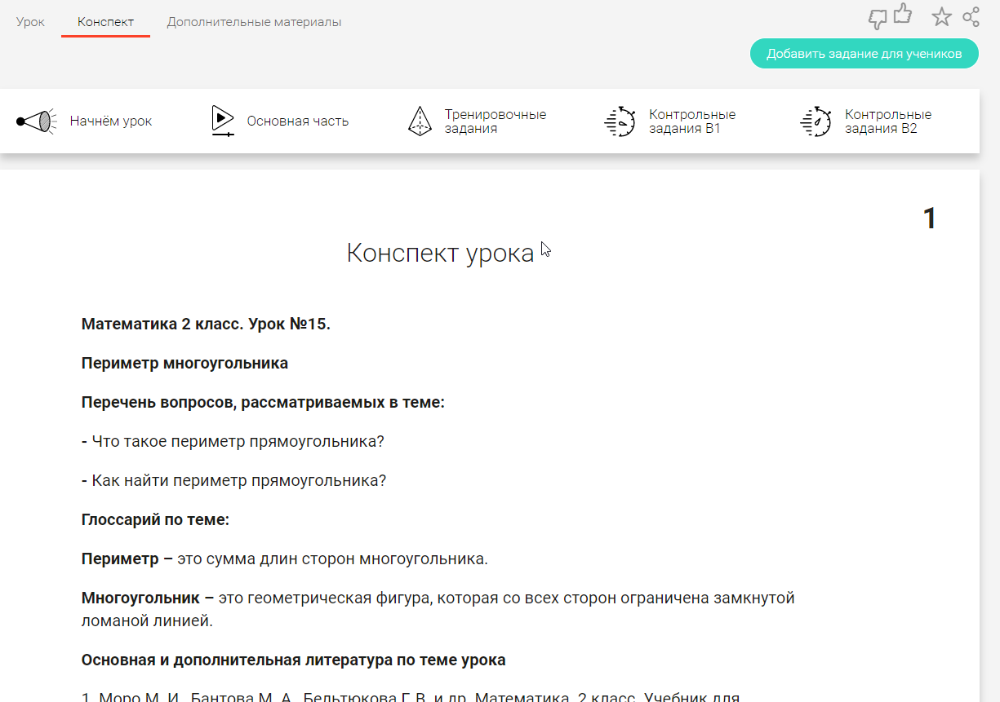 Урок Конспект Дополнительные материалы
Добавить задание для учеников
Начнём урок
Основная часть
Тренировочные
задания
Контрольные
задания В1
Контрольные
задания В2
1
Конспект урока
Математика 2 класс. Урок №15.
Периметр многоугольника
Перечень вопросов, рассматриваемых в теме:
- Что такое периметр прямоугольника?
- Как найти периметр прямоугольника?
Глоссарий по теме:
Периметр – это сумма длин сторон многоугольника.
Многоугольник – это геометрическая фигура, которая со всех сторон ограничена замкнутой
ломаной линией.
Основная и дополнительная литература по теме урока
1. Моро М. И., Бантова М. А., Бельтюкова Г. В. и др. Математика. 2 класс. Учебник для